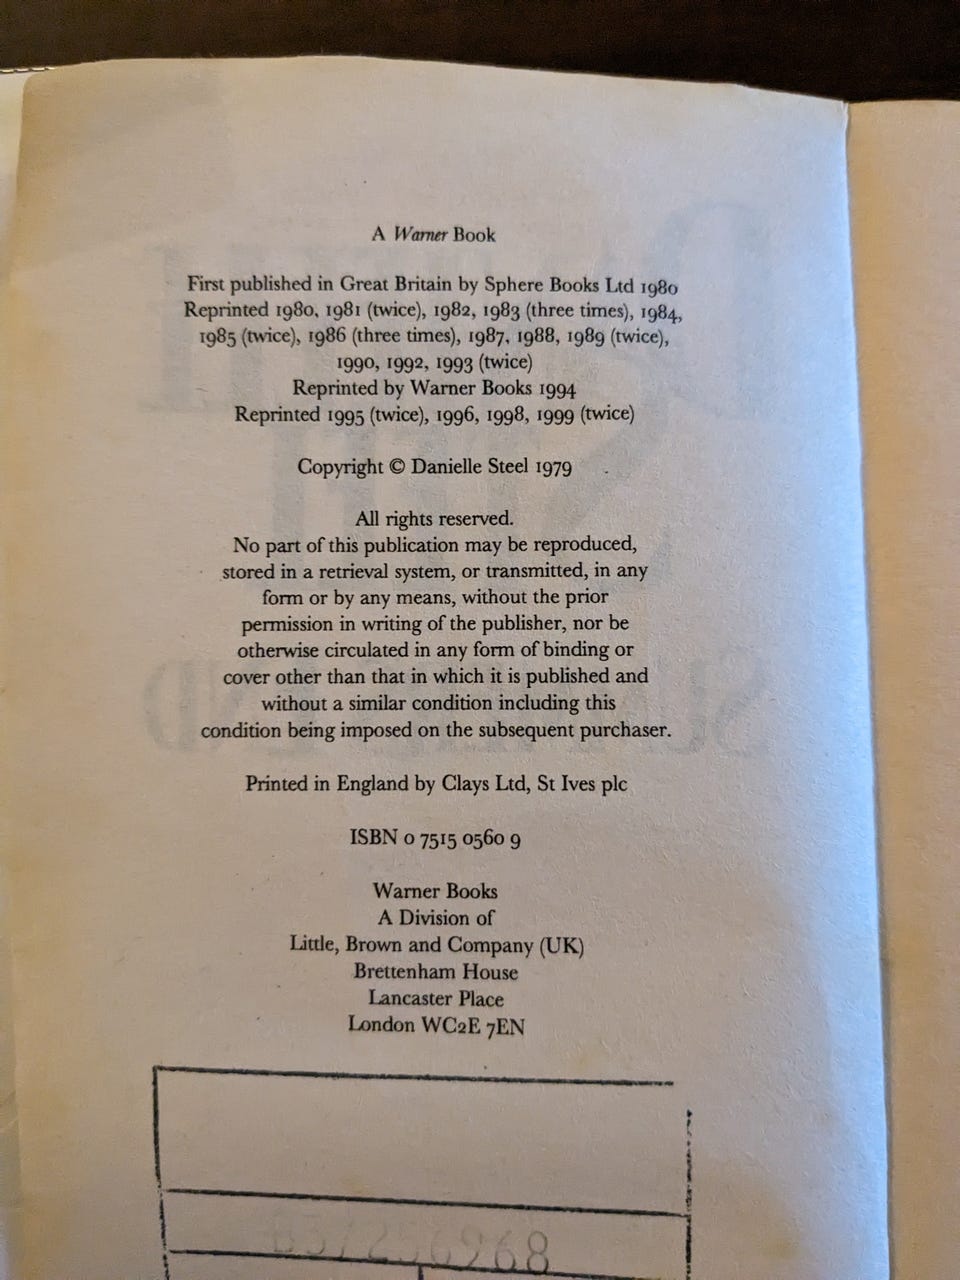 A Warner Book
First published in Great Britain by Sphere Books Ltd 1980
Reprinted 1980, 1981 (twice), 1982, 1983 (three times), 1984,
1985 (twice), 1986 (three times), 1987, 1988, 1989 (twice),
1990, 1992, 1993 (twice)
Reprinted by Warner Books 1994
Reprinted 1995 (twice), 1996, 1998, 1999 (twice)
Copyright © Danielle Steel 1979
All rights reserved.
No part of this publication may be reproduced,
stored in a retrieval system, or transmitted, in any
form or by any means, without the prior
permission in writing of the publisher, nor be
otherwise circulated in any form of binding or
cover other than that in which it is published and
without a similar condition including this
condition being imposed on the subsequent purchaser.
Printed in England by Clays Ltd, St Ives plc
ISBN 0 7515 0560 9
Warner Books
A Division of
Little, Brown and Company (UK)
Brettenham House
Lancaster Place
London WC2E 7EN